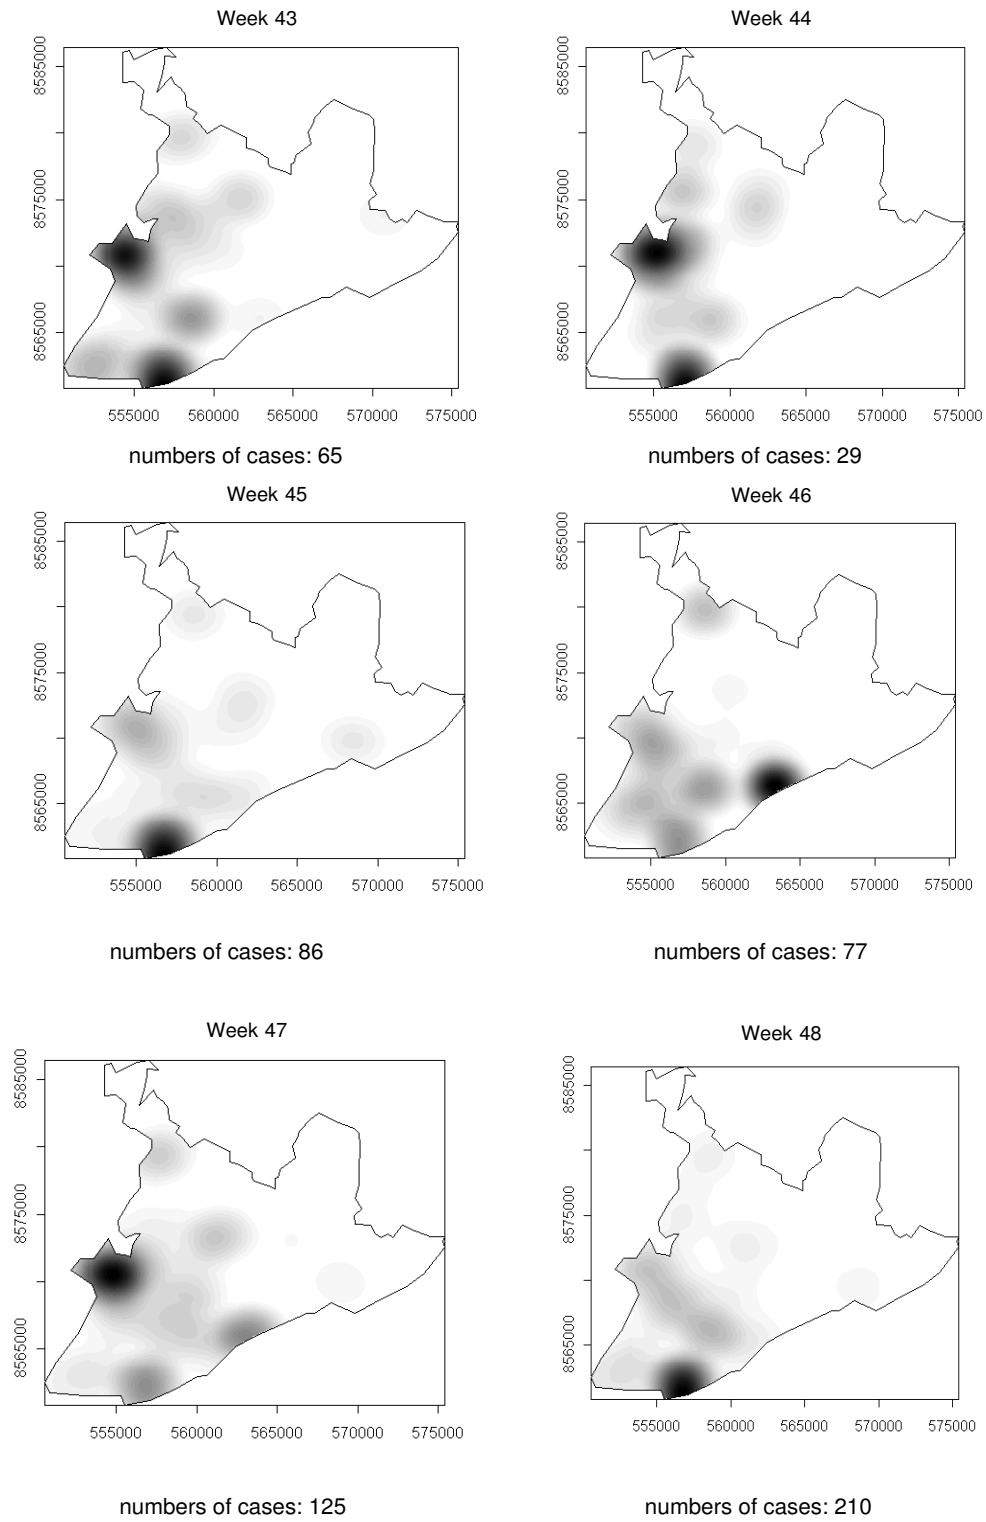 Week 43
Week 44
8585000
8575000
8565000
555000 560000 565000 570000 575000
8585000
8575000
8565000
555000 560000 565000 570000 575000
numbers of cases: 65
numbers of cases: 29
Week 45
Week 46
8585000
8575000
8565000
555000 560000 565000 570000 575000
8585000
8575000
8565000
555000 560000 565000 570000 575000
numbers of cases: 86
numbers of cases: 77
Week 47
Week 48
8585000
8575000
8565000
555000 560000 565000 570000 575000
8585000
8575000
8565000
555000 560000 565000 570000 575000
numbers of cases: 125
numbers of cases: 210